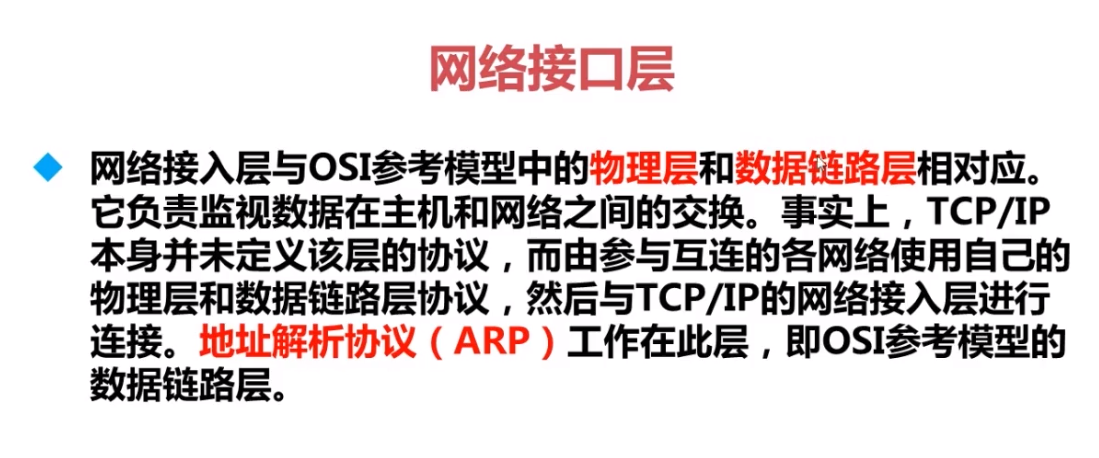 网络接口层
网络接入层与OSI参考模型中的物理层和数据链路层相对应。
它负责监视数据在主机和网络之间的交换。事实上，TCP/IP
本身并未定义该层的协议，而由参与互连的各网络使用自己的
物理层和数据链路层协议，然后与TCP/IP的网络接入层进行
连接。地址解析协议（ARP）工作在此层，即OSI参考模型的
数据链路层。